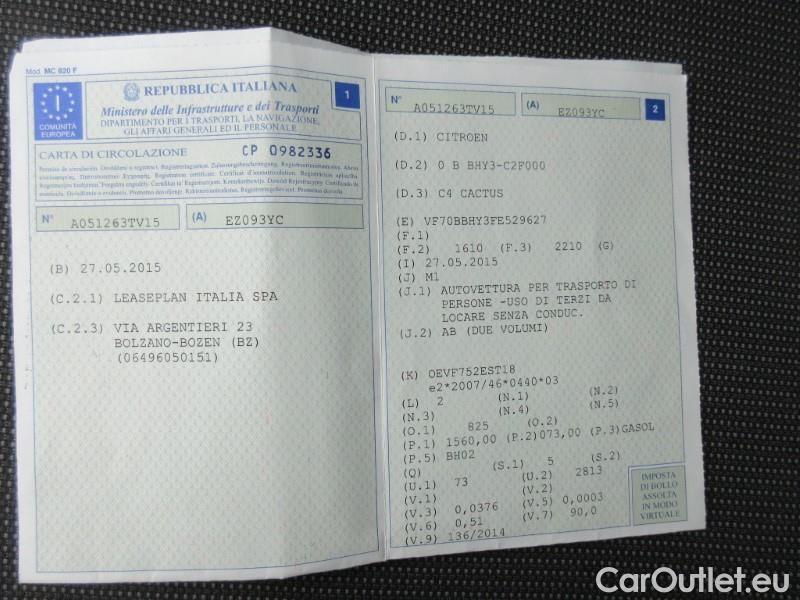 Mod. MC 820 F
I
COMUNITÀ
EUROPEA
REPUBBLICA ITALIANA
1
Ministero delle Infrastrutture e dei Trasporti
DIPARTIMENTO PER I TRASPORTI, LA NAVIGAZIONE,
GLI AFFARI GENERALI ED IL PERSONALE
CARTA DI CIRCOLAZIONE CP 0982336
N° A051263TV15 (A) EZ093YC
(B) 27.05.2015
(C.2.1) LEASEPLAN ITALIA SPA
(C.2.3) VIA ARGENTIERI 23
BOLZANO-BOZEN (BZ)
(06496050151)
N° A051263TV15 (A) EZ093YC 2
(D.1) CITROEN
(D.2) 0 B BHY3-C2F000
(D.3) C4 CACTUS
(E) VF70BBHY3FE529627
(F.1)
(F.2) 1610 (F.3) 2210 (G)
(I) 27.05.2015
(J) M1
(J.1) AUTOVETTURA PER TRASPORTO DI
PERSONE -USO DI TERZI DA
LOCARE SENZA CONDUC.
(J.2) AB (DUE VOLUMI)
(K) OEVF752EST18
e2*2007/46*0440*03
(L) 2 (N.1) (N.2)
(N.3) (N.4) (N.5)
(O.1) 825 (O.2)
(P.1) 1560,00 (P.2)073,00 (P.3)GASOL
(P.5) BH02
(Q) (S.1) 5 (S.2)
(U.1) 73 (U.2) 2813
(V.1) (V.2)
(V.3) 0,0376 (V.5) 0,0003
(V.6) 0,51 (V.7) 90,0
(V.9) 136/2014
IMPOSTA
DI BOLLO
ASSOLTA
IN MODO
VIRTUALE
CarOutlet.eu